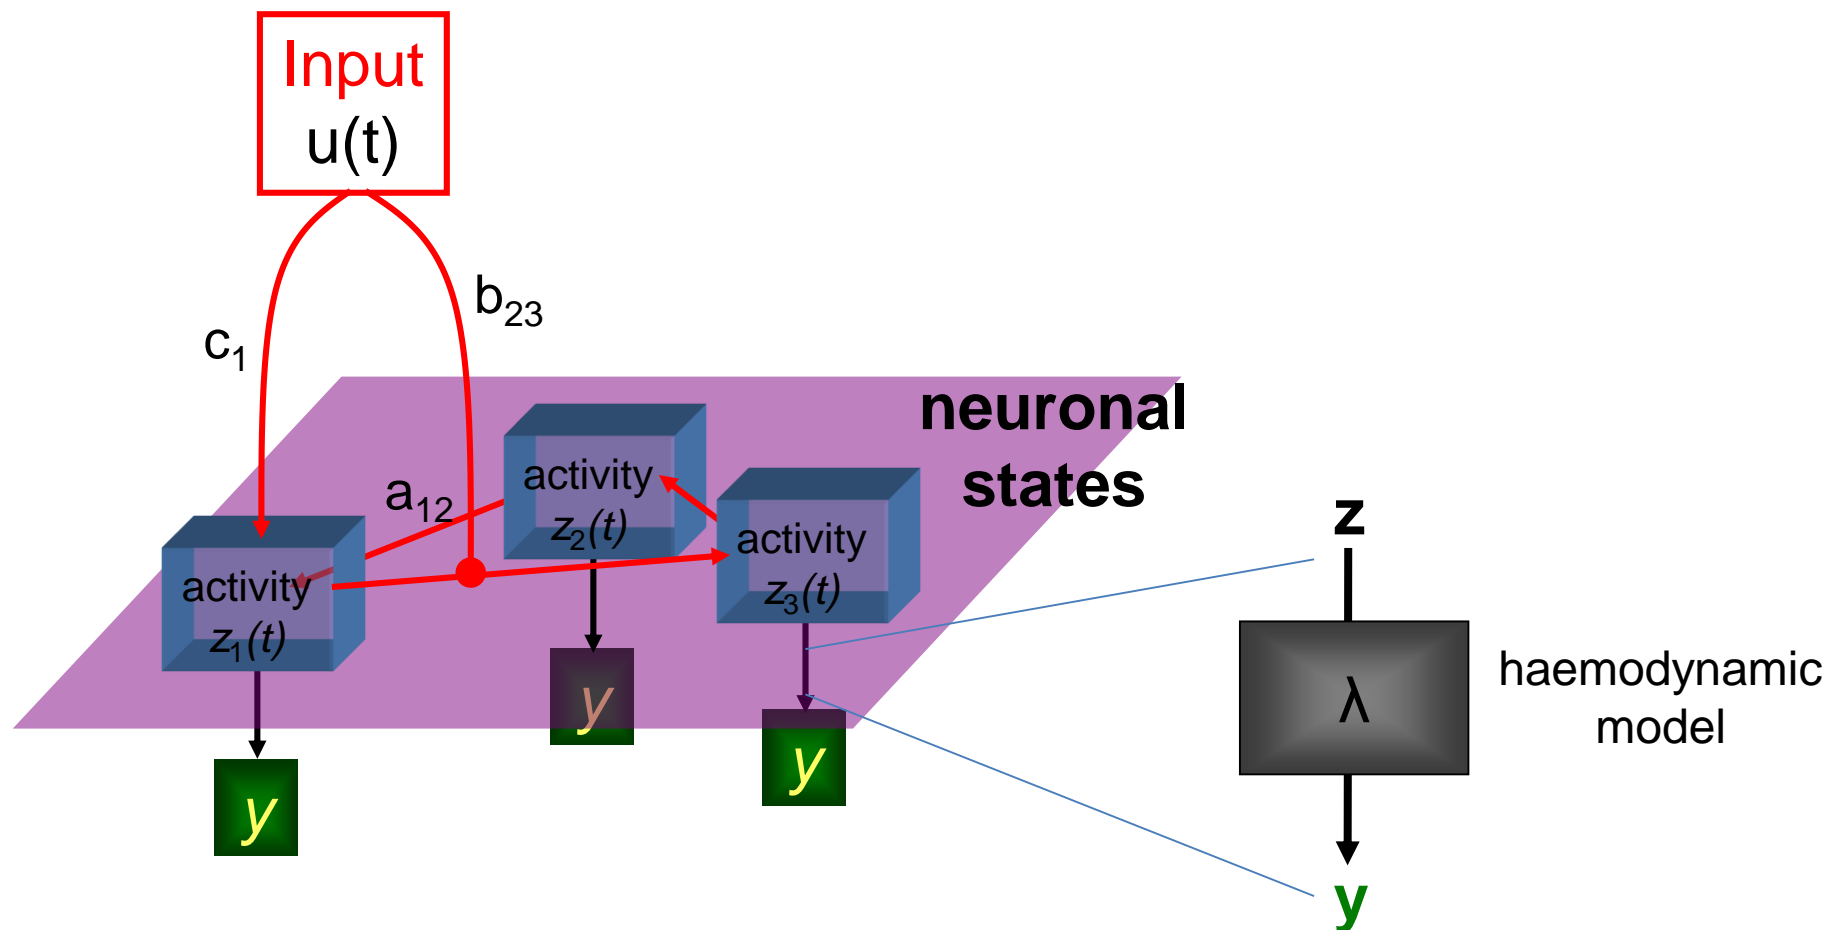 Input
u(t)
b₂₃
c₁
neuronal
states
activity
z₂(t)
a₁₂
activity
z₃(t)
activity
z₁(t)
z
y
y
y
λ
haemodynamic
model
y